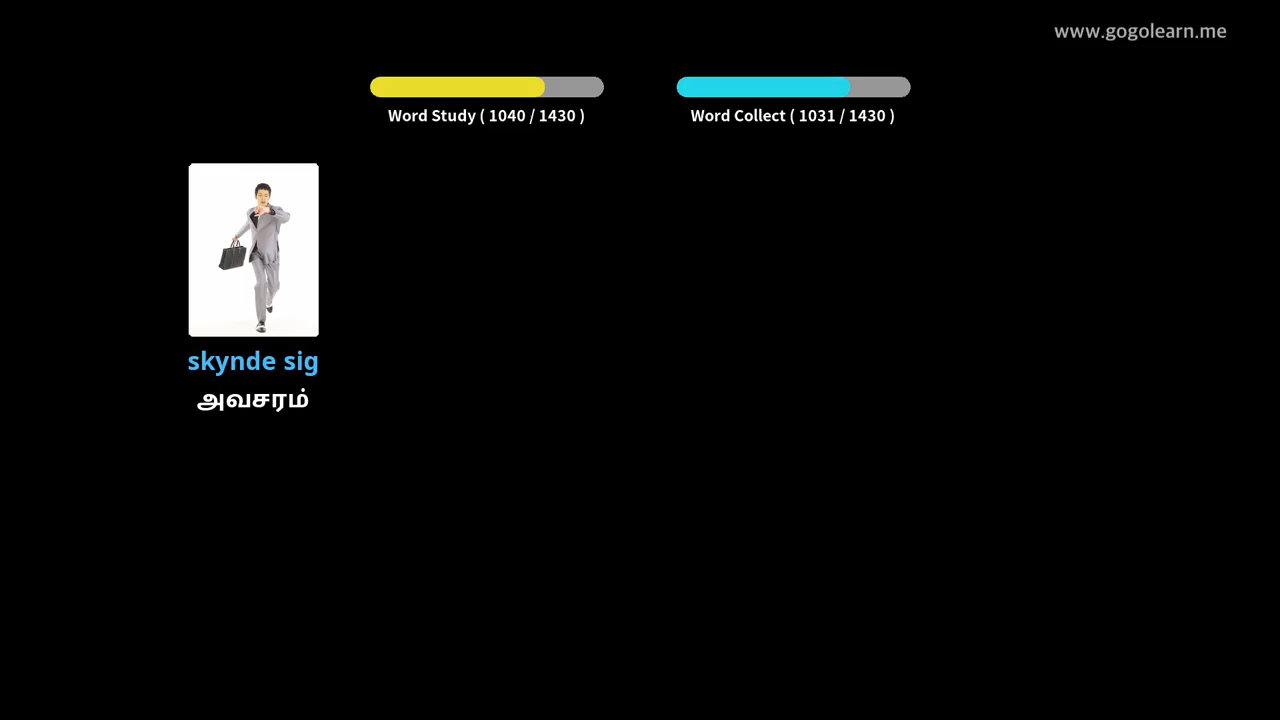 www.gogolearn.me
Word Study ( 1040 / 1430 )
Word Collect ( 1031 / 1430 )
skynde sig
அவசரம்